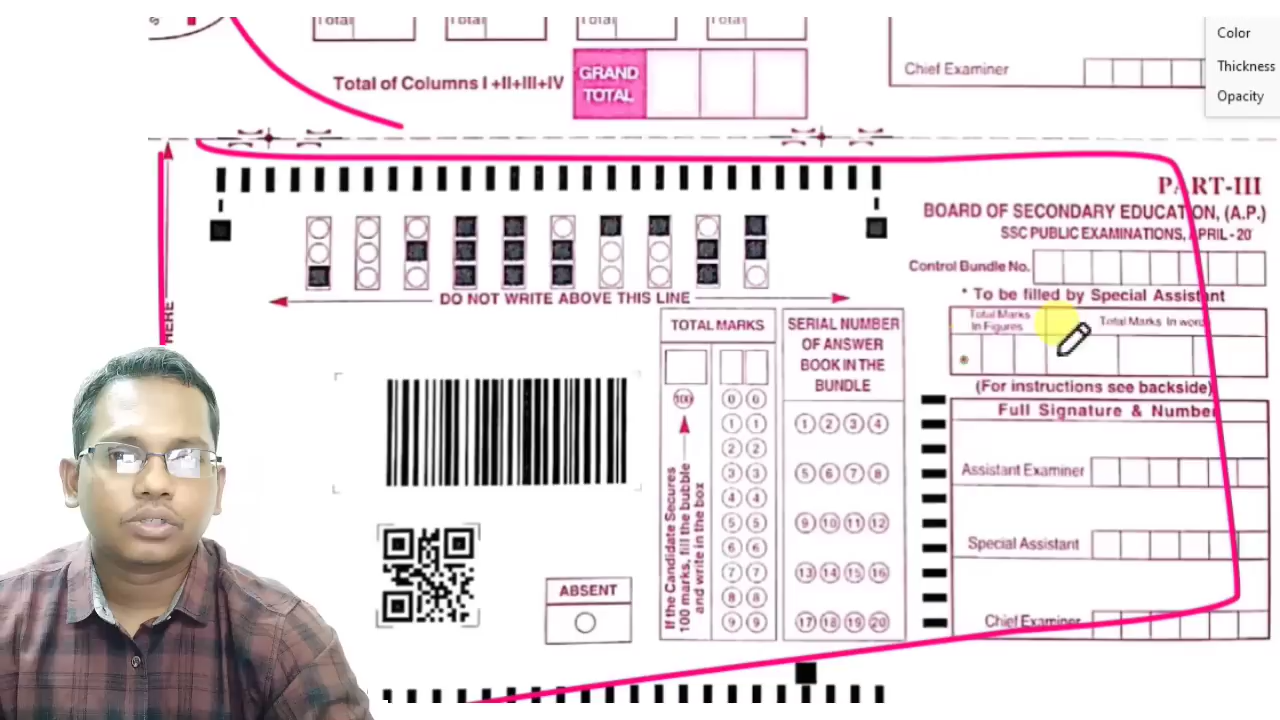 Total Total Total Total
Total of Columns I +II+III+IV
GRAND
TOTAL
Chief Examiner
Color
Thickness
Opacity
PART-III
BOARD OF SECONDARY EDUCATION, (A.P.)
SSC PUBLIC EXAMINATIONS, APRIL - 20
Control Bundle No.
* To be filled by Special Assistant
Total Marks
In Figures
Total Marks In word
(For instructions see backside)
Full Signature & Number
Assistant Examiner
Special Assistant
Chief Examiner
DO NOT WRITE ABOVE THIS LINE
HERE
TOTAL MARKS
100
If the Candidate Secures
100 marks, fill the bubble
and write in the box
0 0
1 1
2 2
3 3
4 4
5 5
6 6
7 7
8 8
9 9
SERIAL NUMBER
OF ANSWER
BOOK IN THE
BUNDLE
1 2 3 4
5 6 7 8
9 10 11 12
13 14 15 16
17 18 19 20
ABSENT